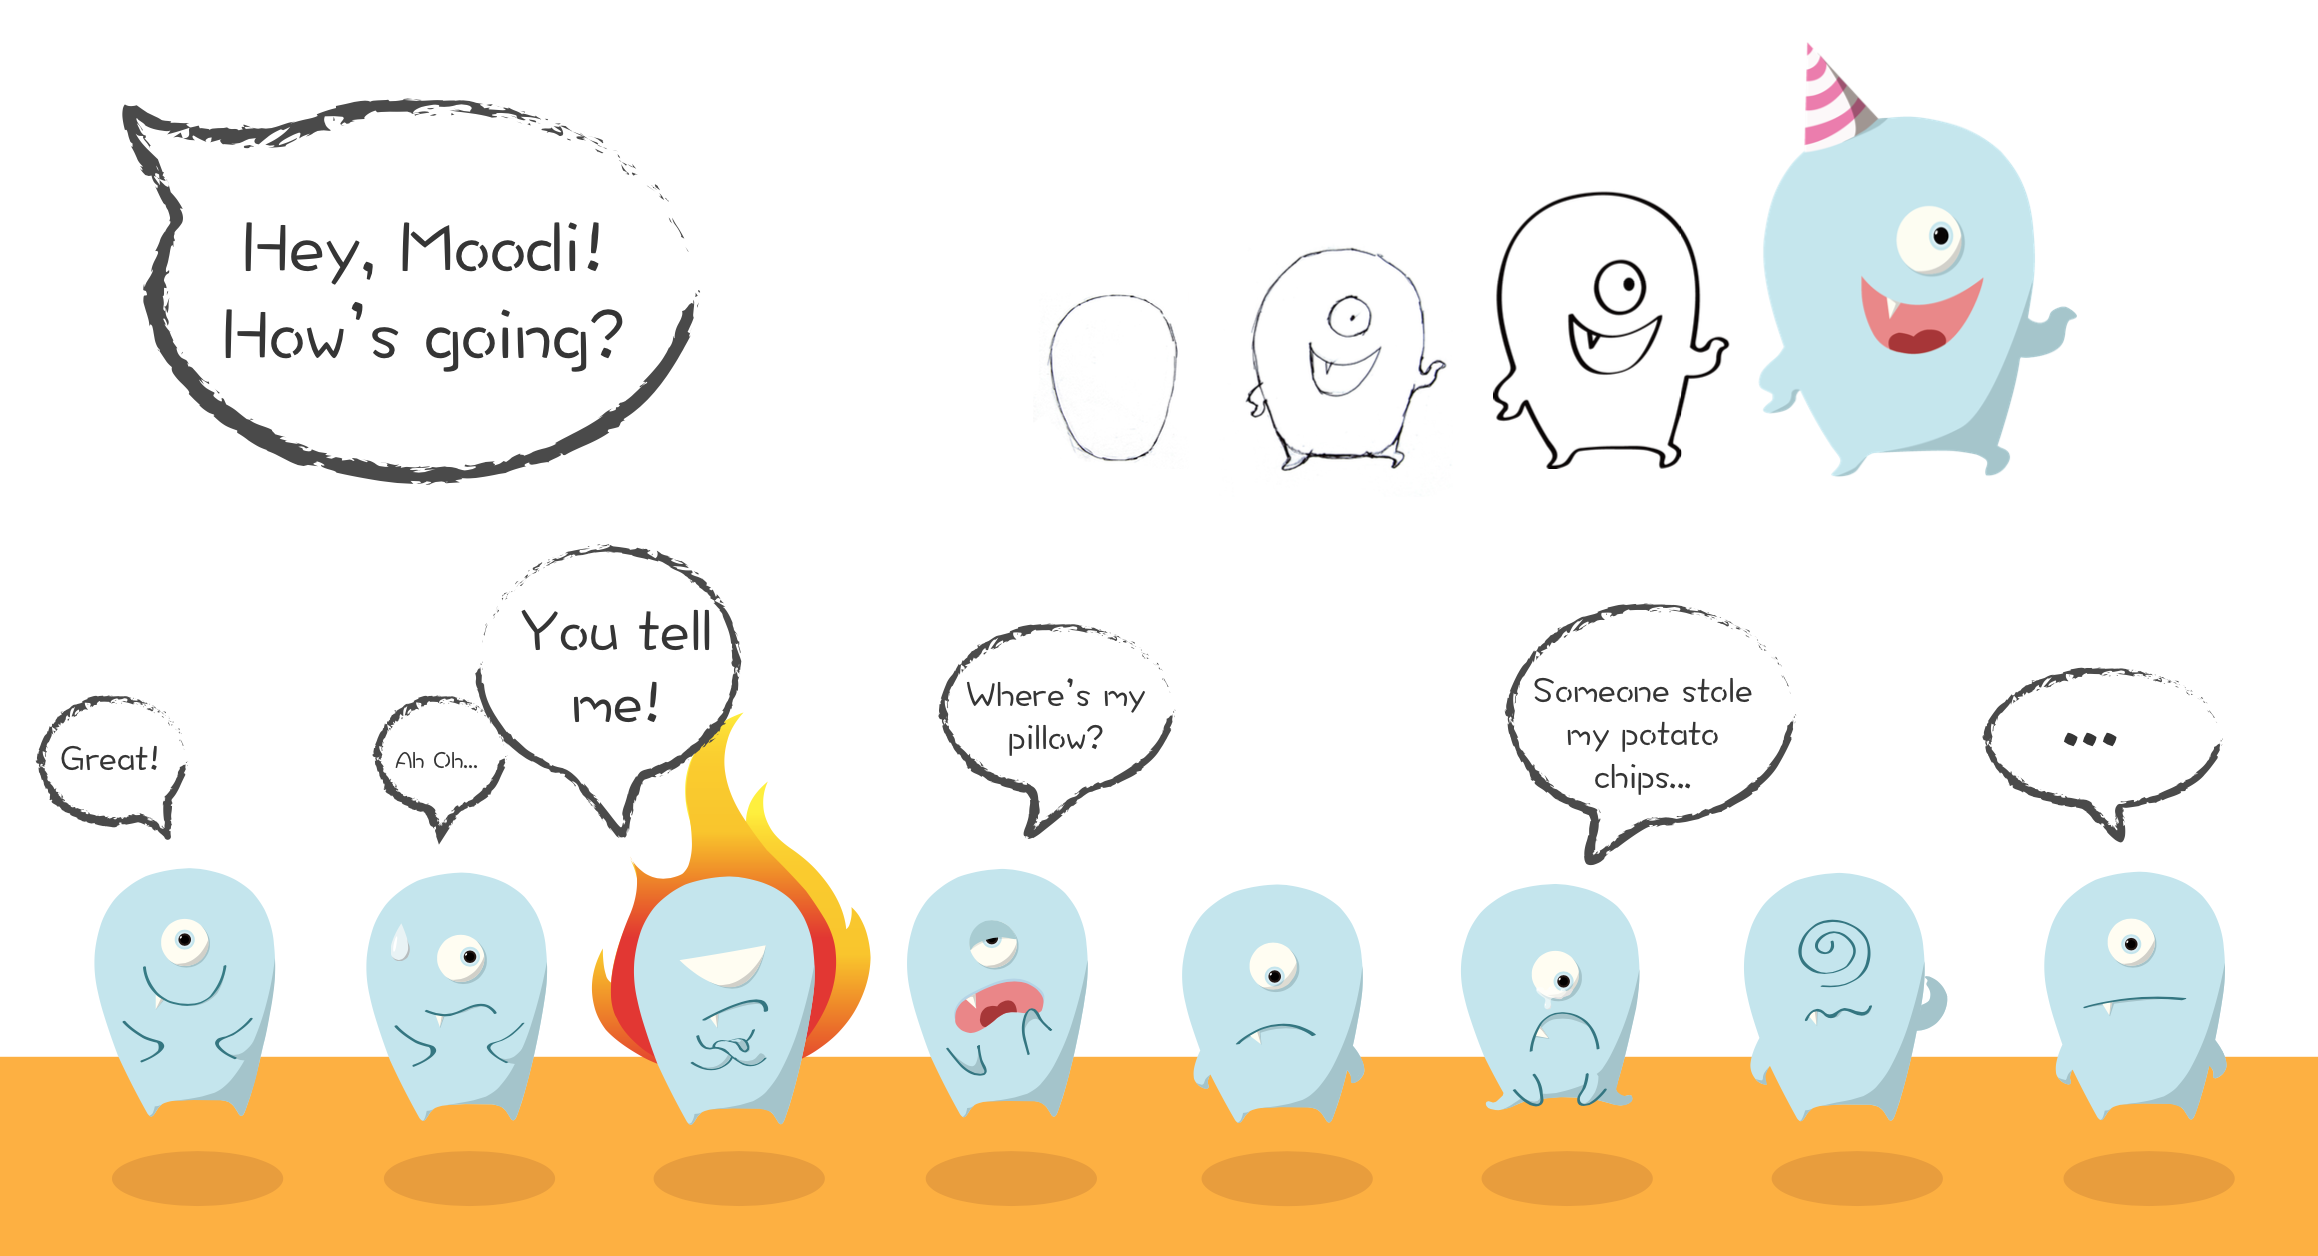 Hey, Moodi!
How's going?
Great!
Ah Oh...
You tell
me!
Where's my
pillow?
Someone stole
my potato
chips...
...